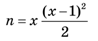 n = x (x−1)² / 2